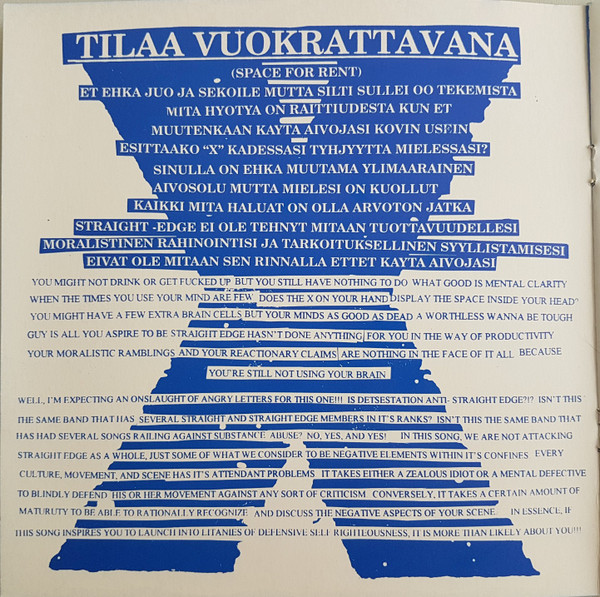 TILAA VUOKRATTAVANA
(SPACE FOR RENT)
ET EHKA JUO JA SEKOILE MUTTA SILTI SULLEI OO TEKEMISTA
MITA HYOTYA ON RAITTIUDESTA KUN ET
MUUTENKAAN KAYTA AIVOJASI KOVIN USEIN
ESITTAAKO “X” KADESSASI TYHJYYTTA MIELESSASI?
SINULLA ON EHKA MUUTAMA YLIMAARAINEN
AIVOSOLU MUTTA MIELESI ON KUOLLUT
KAIKKI MITA HALUAT ON OLLA ARVOTON JATKA
STRAIGHT -EDGE EI OLE TEHNYT MITAAN TUOTTAVUUDELLESI
MORALISTINEN RAHINOINTISI JA TARKOITUKSELLINEN SYYLLISTAMISESI
EIVAT OLE MITAAN SEN RINNALLA ETTET KAYTA AIVOJASI
YOU MIGHT NOT DRINK OR GET FUCKED UP BUT YOU STILL HAVE NOTHING TO DO WHAT GOOD IS MENTAL CLARITY
WHEN THE TIMES YOU USE YOUR MIND ARE FEW DOES THE X ON YOUR HAND DISPLAY THE SPACE INSIDE YOUR HEAD?
YOU MIGHT HAVE A FEW EXTRA BRAIN CELLS BUT YOUR MINDS AS GOOD AS DEAD A WORTHLESS WANNA BE TOUGH
GUY IS ALL YOU ASPIRE TO BE STRAIGHT EDGE HASN'T DONE ANYTHING FOR YOU IN THE WAY OF PRODUCTIVITY
YOUR MORALISTIC RAMBLINGS AND YOUR REACTIONARY CLAIMS ARE NOTHING IN THE FACE OF IT ALL BECAUSE
YOU'RE STILL NOT USING YOUR BRAIN
WELL, I'M EXPECTING AN ONSLAUGHT OF ANGRY LETTERS FOR THIS ONE!!! IS DETSESTATION ANTI- STRAIGHT EDGE?!? ISN'T THIS
THE SAME BAND THAT HAS SEVERAL STRAIGHT AND STRAIGHT EDGE MEMBERS IN IT'S RANKS? ISN'T THIS THE SAME BAND THAT
HAS HAD SEVERAL SONGS RAILING AGAINST SUBSTANCE ABUSE? NO, YES, AND YES! IN THIS SONG, WE ARE NOT ATTACKING
STRAIGHT EDGE AS A WHOLE, JUST SOME OF WHAT WE CONSIDER TO BE NEGATIVE ELEMENTS WITHIN IT'S CONFINES EVERY
CULTURE, MOVEMENT, AND SCENE HAS IT'S ATTENDANT PROBLEMS IT TAKES EITHER A ZEALOUS IDIOT OR A MENTAL DEFECTIVE
TO BLINDLY DEFEND HIS OR HER MOVEMENT AGAINST ANY SORT OF CRITICISM CONVERSELY, IT TAKES A CERTAIN AMOUNT OF
MATURUTY TO BE ABLE TO RATIONALLY RECOGNIZE AND DISCUSS THE NEGATIVE ASPECTS OF YOUR SCENE. IN ESSENCE, IF
THIS SONG INSPIRES YOU TO LAUNCH INTO LITANIES OF DEFENSIVE SELF RIGHTEOUSNESS, IT IS MORE THAN LIKELY ABOUT YOU!!!